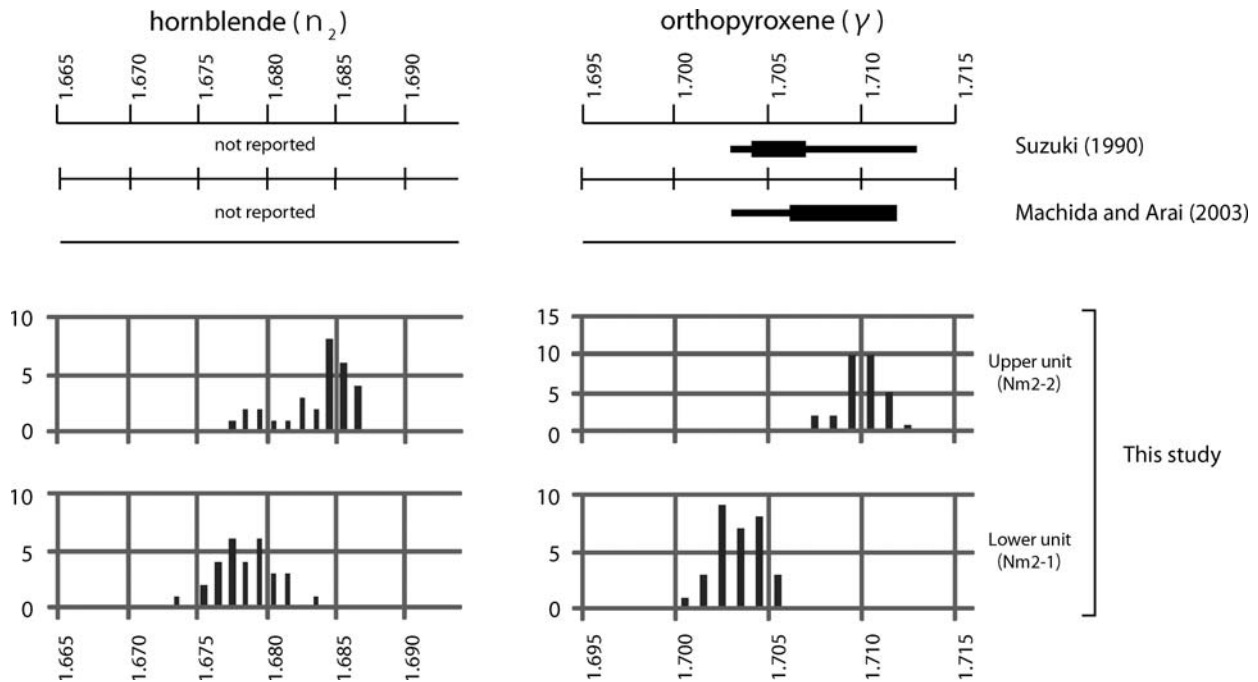 hornblende (n2)
orthopyroxene (γ)
1.665 1.670 1.675 1.680 1.685 1.690
1.695 1.700 1.705 1.710 1.715
not reported
Suzuki (1990)
not reported
Machida and Arai (2003)
10
5
0
15
10
5
0
Upper unit
(Nm2-2)
This study
10
5
0
10
5
0
Lower unit
(Nm2-1)
1.665 1.670 1.675 1.680 1.685 1.690
1.695 1.700 1.705 1.710 1.715